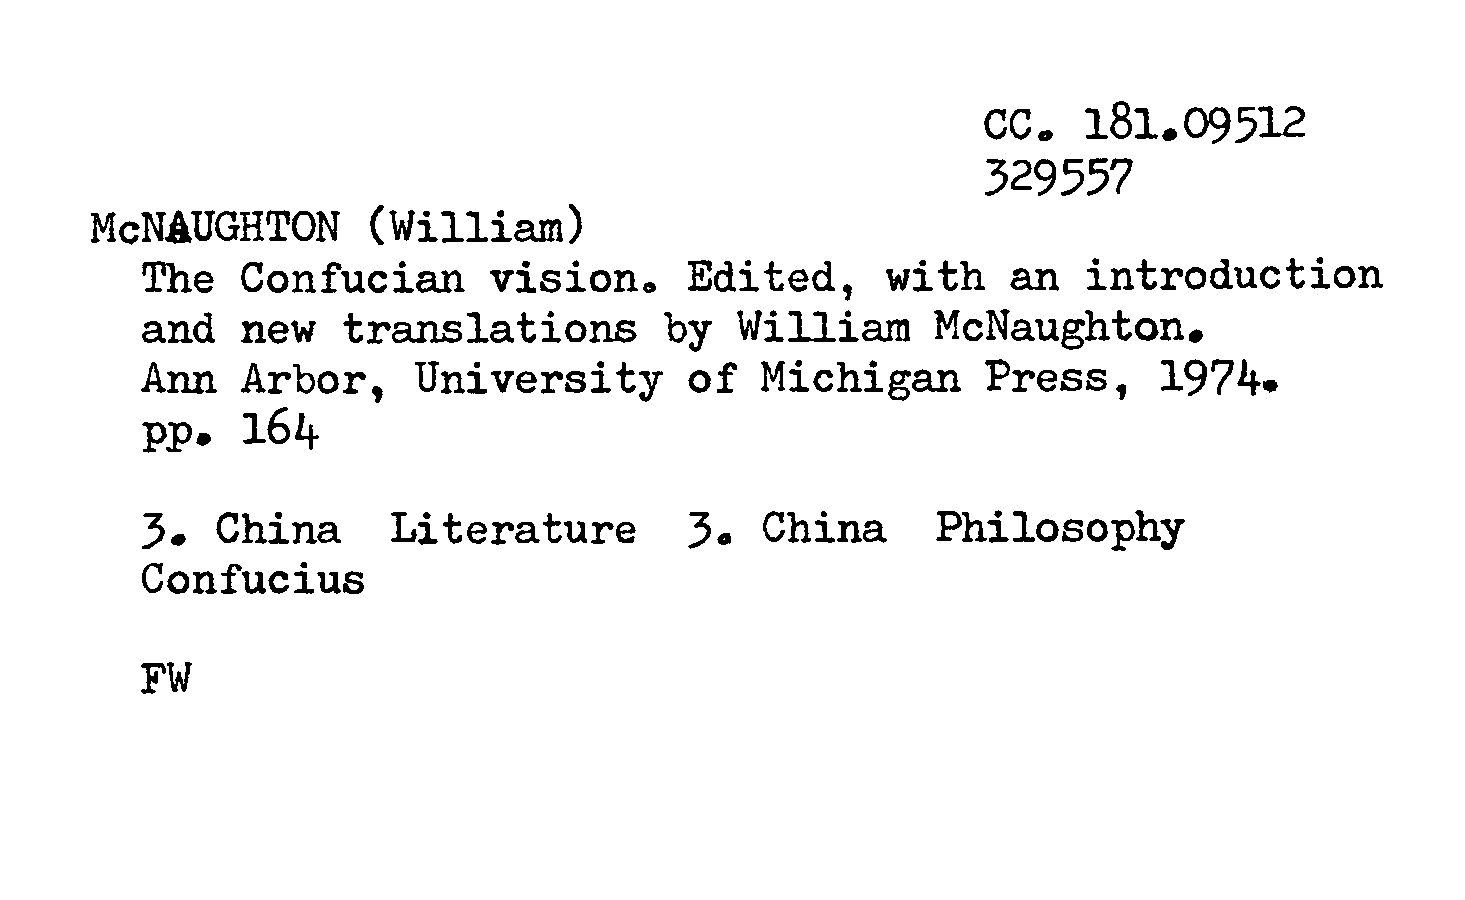 CC. 181.09512
329557
McNAUGHTON (William)
The Confucian vision. Edited, with an introduction
and new translations by William McNaughton.
Ann Arbor, University of Michigan Press, 1974.
pp. 164
3. China Literature 3. China Philosophy
Confucius
FW